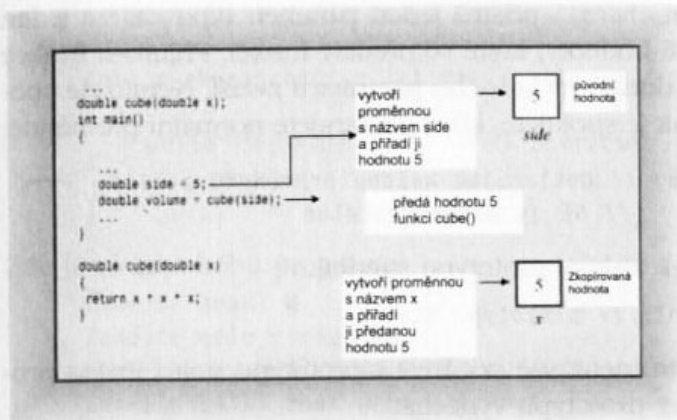 ...
double cube(double x);
int main()
{
...
double side = 5;
double volume = cube(side);
...
}
double cube(double x)
{
return x * x * x;
}
vytvoří
proměnnou
s názvem side
a přiřadí jí
hodnotu 5
5
původní
hodnota
side
předá hodnotu 5
funkci cube()
vytvoří proměnnou
s názvem x
a přiřadí
jí předanou
hodnotu 5
5
Zkopírovaná
hodnota
x